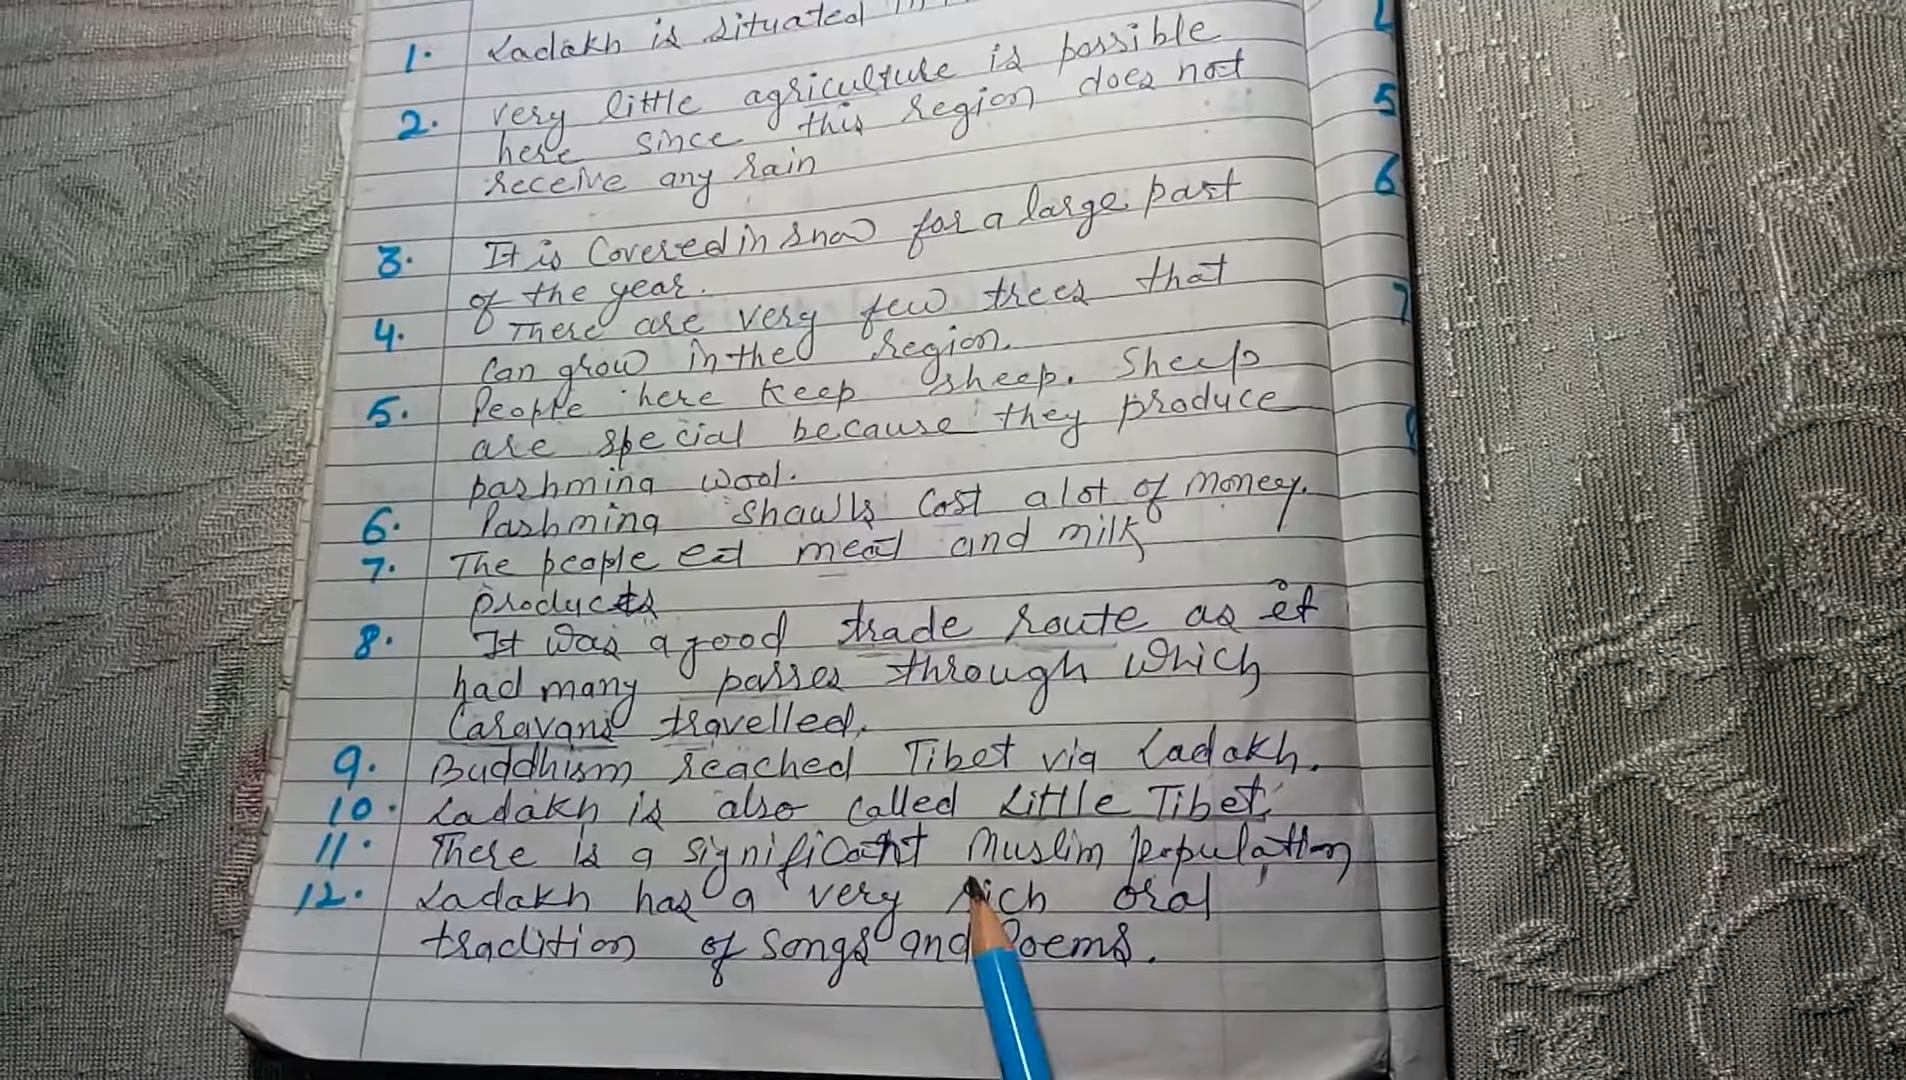 1. Ladakh is situated in
2. very little agriculture is possible
here since this region does not
receive any rain
3. It is Covered in snow for a large part
of the year.
4. There are very few trees that
can grow in the region.
5. People here keep sheep. Sheep
are special because they produce
pashmina wool.
6. Pashmina shawls cost a lot of money.
7. The people eat meat and milk
products
8. It was a good trade route as it
had many passes through which
Caravans travelled.
9. Buddhism reached Tibet via Ladakh.
10. Ladakh is also called Little Tibet
11. There is a significant Muslim population
12. Ladakh has a very rich oral
tradition of songs and Poems.
5
6
7